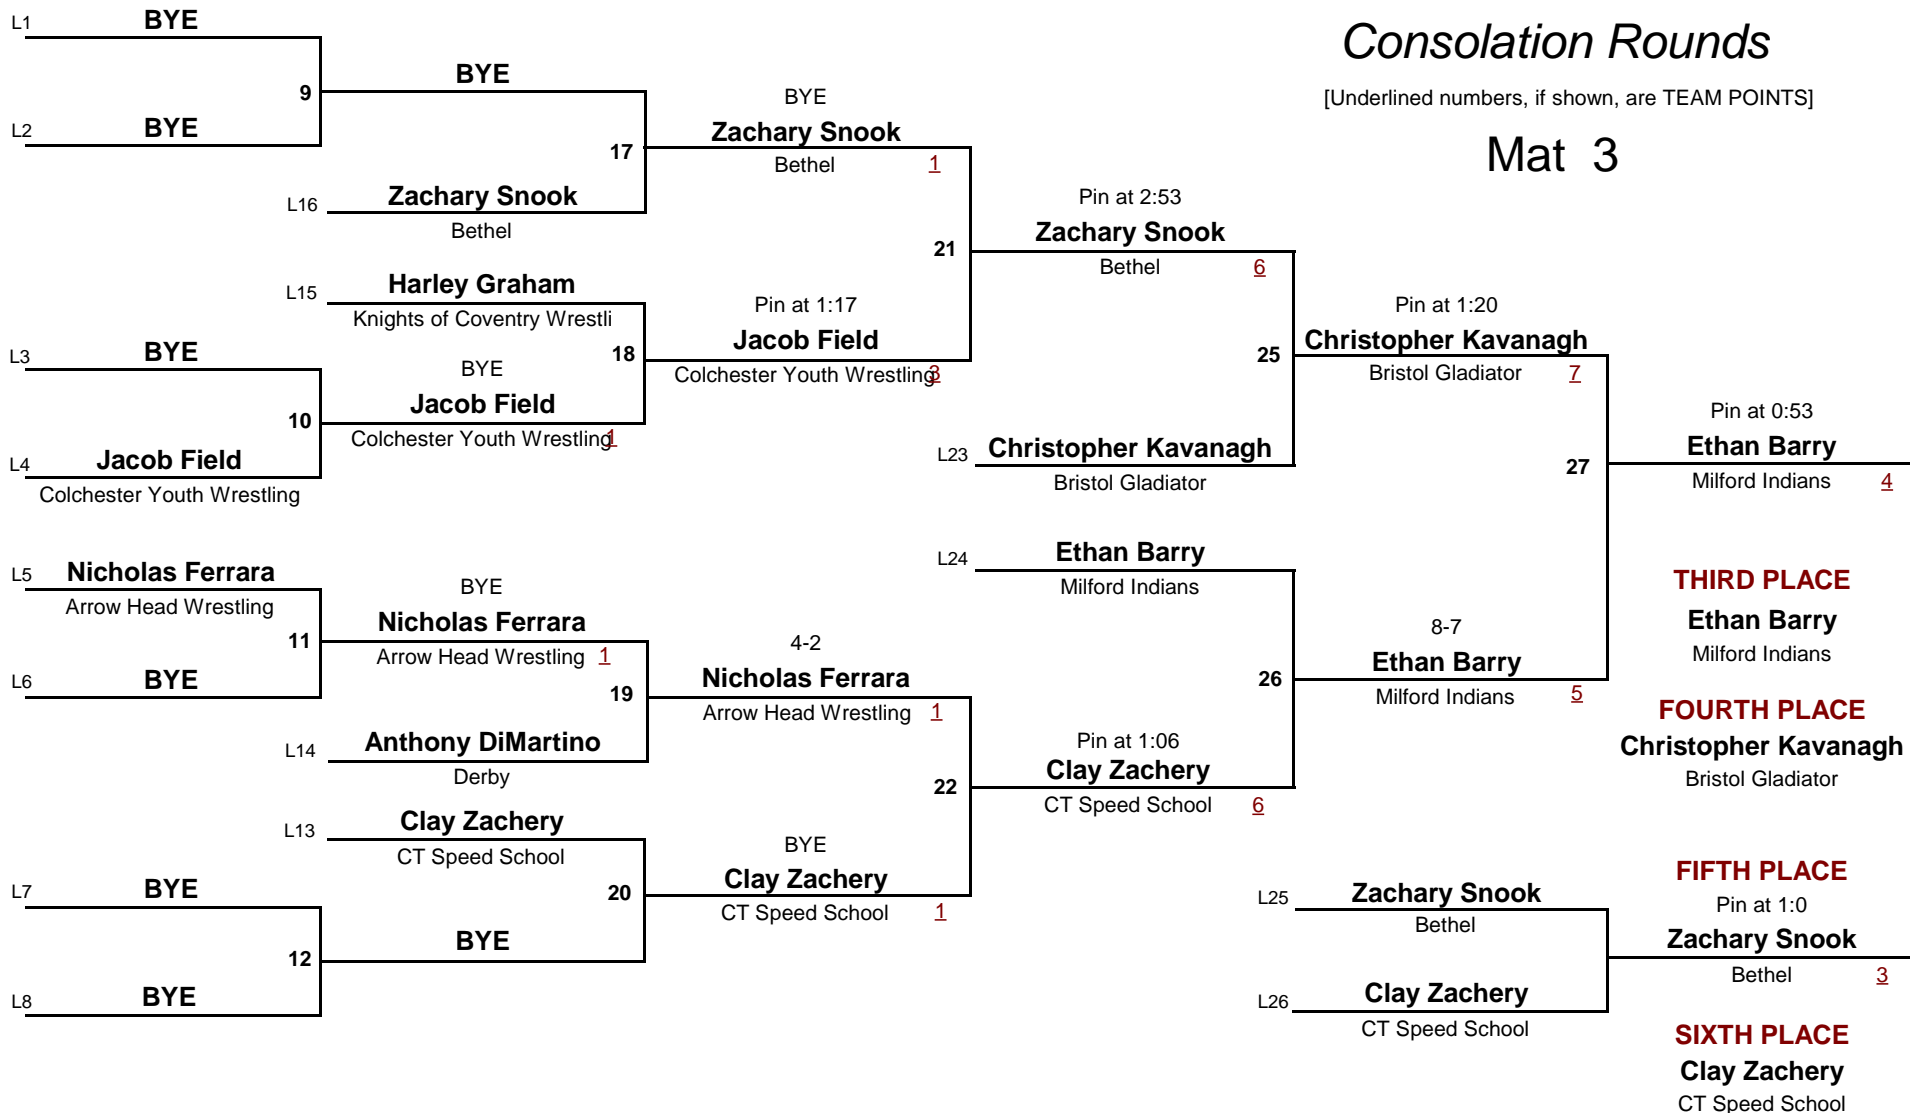 Consolation Rounds
[Underlined numbers, if shown, are TEAM POINTS]
Mat 3
L1 BYE
9
L2 BYE
BYE
17
L16 Zachary Snook
Bethel
BYE
Zachary Snook
Bethel 1
L15 Harley Graham
Knights of Coventry Wrestli
18
L3 BYE
10
L4 Jacob Field
Colchester Youth Wrestling
BYE
Jacob Field
Colchester Youth Wrestling 1
Pin at 1:17
Jacob Field
Colchester Youth Wrestling 3
21
Pin at 2:53
Zachary Snook
Bethel 6
25
L23 Christopher Kavanagh
Bristol Gladiator
Pin at 1:20
Christopher Kavanagh
Bristol Gladiator 7
27
L5 Nicholas Ferrara
Arrow Head Wrestling
11
L6 BYE
BYE
Nicholas Ferrara
Arrow Head Wrestling 1
19
L14 Anthony DiMartino
Derby
4-2
Nicholas Ferrara
Arrow Head Wrestling 1
22
L13 Clay Zachery
CT Speed School
20
L7 BYE
12
L8 BYE
BYE
BYE
Clay Zachery
CT Speed School 1
L24 Ethan Barry
Milford Indians
26
Pin at 1:06
Clay Zachery
CT Speed School 6
8-7
Ethan Barry
Milford Indians 5
Pin at 0:53
Ethan Barry
Milford Indians 4
THIRD PLACE
Ethan Barry
Milford Indians
FOURTH PLACE
Christopher Kavanagh
Bristol Gladiator
L25 Zachary Snook
Bethel
L26 Clay Zachery
CT Speed School
FIFTH PLACE
Pin at 1:0
Zachary Snook
Bethel 3
SIXTH PLACE
Clay Zachery
CT Speed School